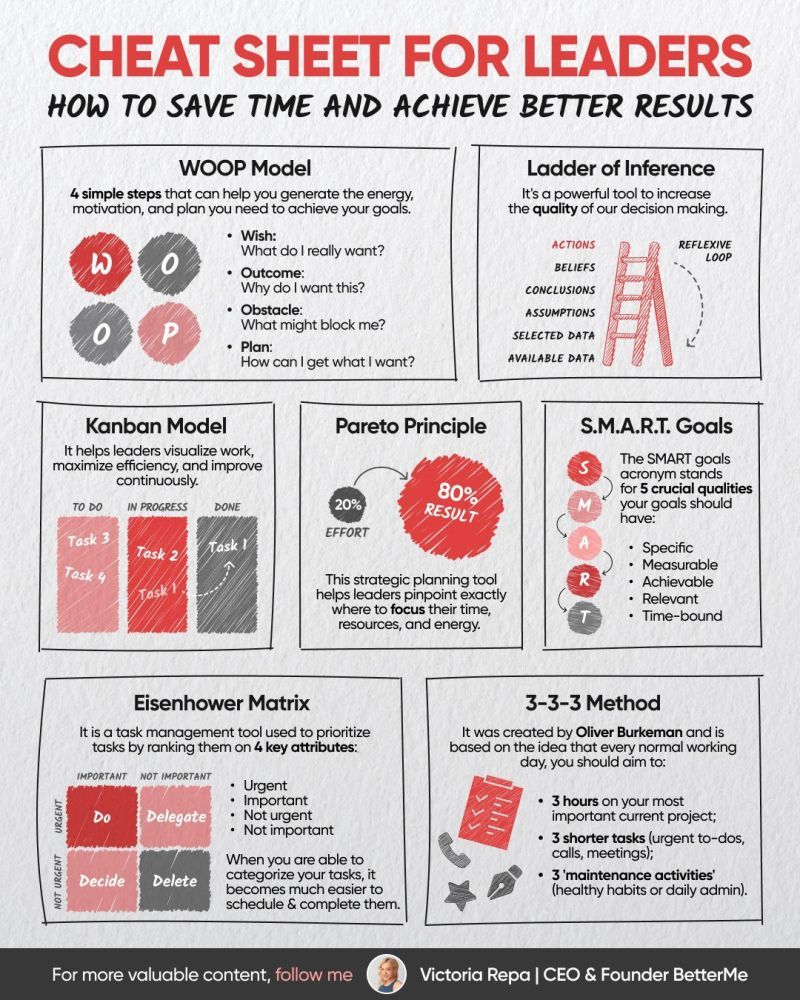 CHEAT SHEET FOR LEADERS
HOW TO SAVE TIME AND ACHIEVE BETTER RESULTS
WOOP Model
4 simple steps that can help you generate the energy,
motivation, and plan you need to achieve your goals.
W
O
O
P
• Wish:
What do I really want?
• Outcome:
Why do I want this?
• Obstacle:
What might block me?
• Plan:
How can I get what I want?
Ladder of Inference
It's a powerful tool to increase
the quality of our decision making.
ACTIONS
BELIEFS
CONCLUSIONS
ASSUMPTIONS
SELECTED DATA
AVAILABLE DATA
REFLEXIVE
LOOP
Kanban Model
It helps leaders visualize work,
maximize efficiency, and improve
continuously.
TO DO
IN PROGRESS
DONE
Task 3
Task 4
Task 2
Task 1
Task 1
Pareto Principle
20%
EFFORT
80%
RESULT
This strategic planning tool
helps leaders pinpoint exactly
where to focus their time,
resources, and energy.
S.M.A.R.T. Goals
S
M
A
R
T
The SMART goals
acronym stands
for 5 crucial qualities
your goals should
have:
• Specific
• Measurable
• Achievable
• Relevant
• Time-bound
Eisenhower Matrix
It is a task management tool used to prioritize
tasks by ranking them on 4 key attributes:
IMPORTANT
NOT IMPORTANT
URGENT
NOT URGENT
Do
Delegate
Decide
Delete
• Urgent
• Important
• Not urgent
• Not important
When you are able to
categorize your tasks, it
becomes much easier to
schedule & complete them.
3-3-3 Method
It was created by Oliver Burkeman and is
based on the idea that every normal working
day, you should aim to:
• 3 hours on your most
important current project;
• 3 shorter tasks (urgent to-dos,
calls, meetings);
• 3 'maintenance activities'
(healthy habits or daily admin).
For more valuable content, follow me
Victoria Repa | CEO & Founder BetterMe